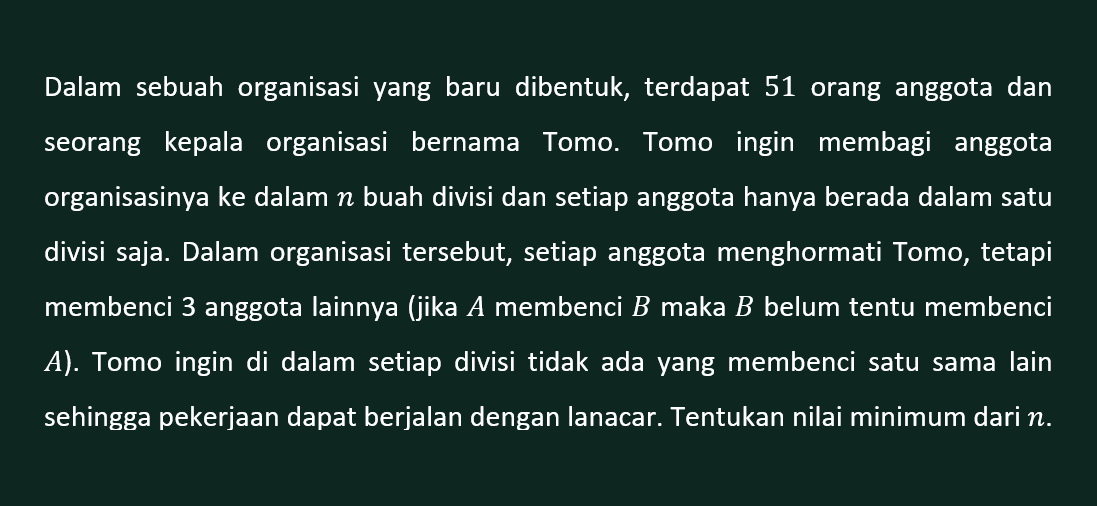 Dalam sebuah organisasi yang baru dibentuk, terdapat 51 orang anggota dan
seorang kepala organisasi bernama Tomo. Tomo ingin membagi anggota
organisasinya ke dalam n buah divisi dan setiap anggota hanya berada dalam satu
divisi saja. Dalam organisasi tersebut, setiap anggota menghormati Tomo, tetapi
membenci 3 anggota lainnya (jika A membenci B maka B belum tentu membenci
A). Tomo ingin di dalam setiap divisi tidak ada yang membenci satu sama lain
sehingga pekerjaan dapat berjalan dengan lanacar. Tentukan nilai minimum dari n.